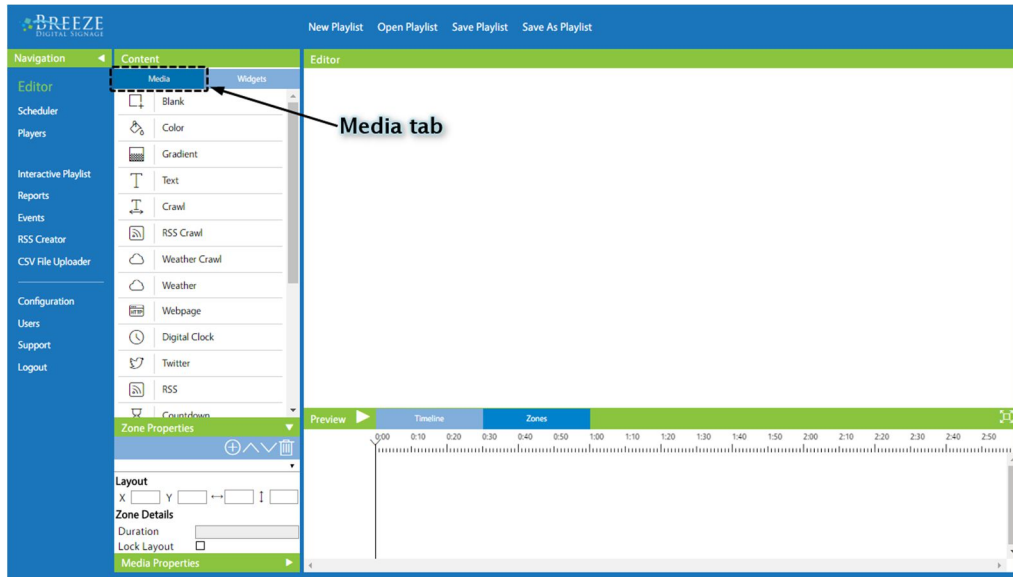 BREEZE
DIGITAL SIGNAGE
New Playlist Open Playlist Save Playlist Save As Playlist
Navigation
Editor
Scheduler
Players
Interactive Playlist
Reports
Events
RSS Creator
CSV File Uploader
Configuration
Users
Support
Logout
Content
Media Widgets
Blank
Color
Gradient
Text
Crawl
RSS Crawl
Weather Crawl
Weather
Webpage
Digital Clock
Twitter
RSS
Countdown
Zone Properties
Layout
X Y
Zone Details
Duration
Lock Layout
Media Properties
Editor
Media tab
Preview Timeline Zones
0:00 0:10 0:20 0:30 0:40 0:50 1:00 1:10 1:20 1:30 1:40 1:50 2:00 2:10 2:20 2:30 2:40 2:50